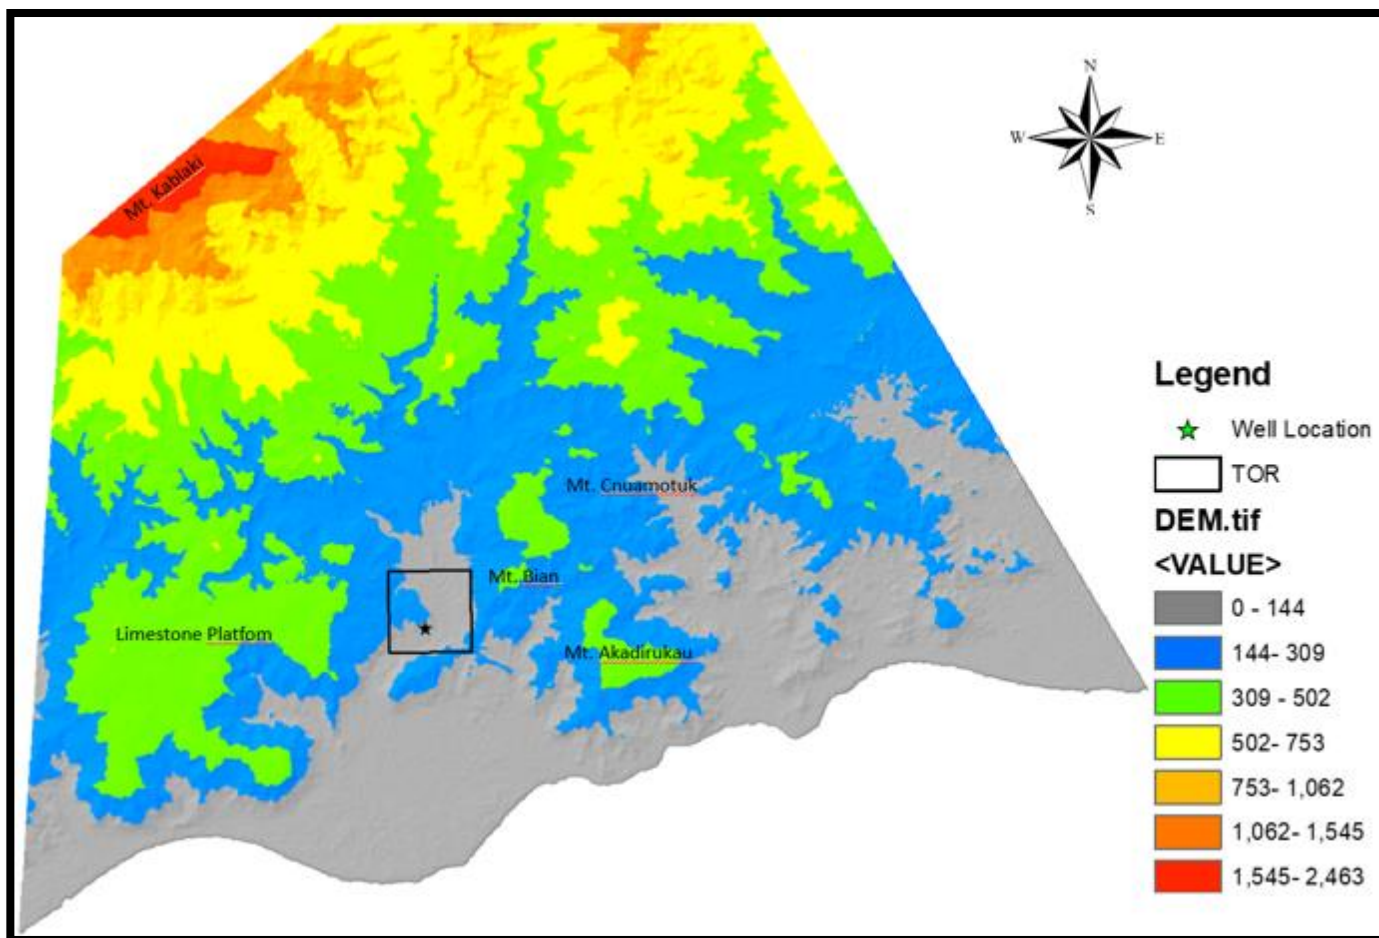 N
W
E
S
Mt. Kablaki
Legend
Well Location
TOR
DEM.tif
<VALUE>
0 - 144
144- 309
309 - 502
502- 753
753- 1,062
1,062- 1,545
1,545- 2,463
Mt. Cnuamotuk
Mt. Bian
Limestone Platfom
Mt. Akadirukau